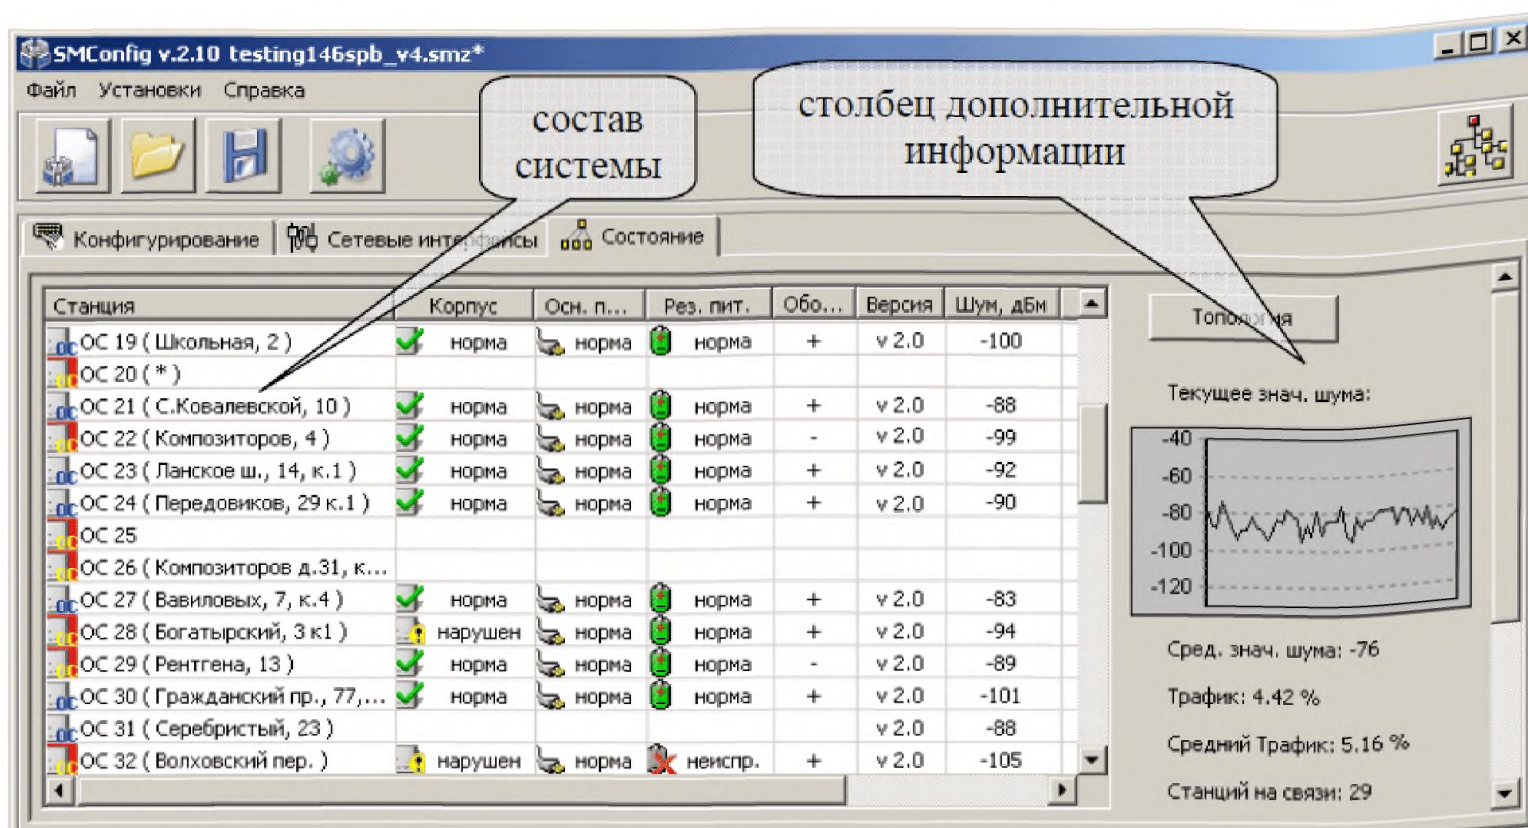 SMConfig v.2.10 testing146spb_v4.smz*
Файл Установки Справка
состав
системы
столбец дополнительной
информации
Конфигурирование Сетевые интерфейсы Состояние
Станция Корпус Осн. п... Рез. пит. Обо... Версия Шум, дБм
ОС 19 ( Школьная, 2 ) норма норма норма + v 2.0 -100
ОС 20 ( * )
ОС 21 ( С.Ковалевской, 10 ) норма норма норма + v 2.0 -88
ОС 22 ( Композиторов, 4 ) норма норма норма - v 2.0 -99
ОС 23 ( Ланское ш., 14, к.1 ) норма норма норма + v 2.0 -92
ОС 24 ( Передовиков, 29 к.1 ) норма норма норма + v 2.0 -90
ОС 25
ОС 26 ( Композиторов д.31, к...
ОС 27 ( Вавиловых, 7, к.4 ) норма норма норма + v 2.0 -83
ОС 28 ( Богатырский, 3 к1 ) нарушен норма норма + v 2.0 -94
ОС 29 ( Рентгена, 13 ) норма норма норма - v 2.0 -89
ОС 30 ( Гражданский пр., 77,... норма норма норма + v 2.0 -101
ОС 31 ( Серебристый, 23 ) v 2.0 -88
ОС 32 ( Волховский пер. ) нарушен норма неиспр. + v 2.0 -105
Топология
Текущее знач. шума:
-40
-60
-80
-100
-120
Сред. знач. шума: -76
Трафик: 4.42 %
Средний Трафик: 5.16 %
Станций на связи: 29